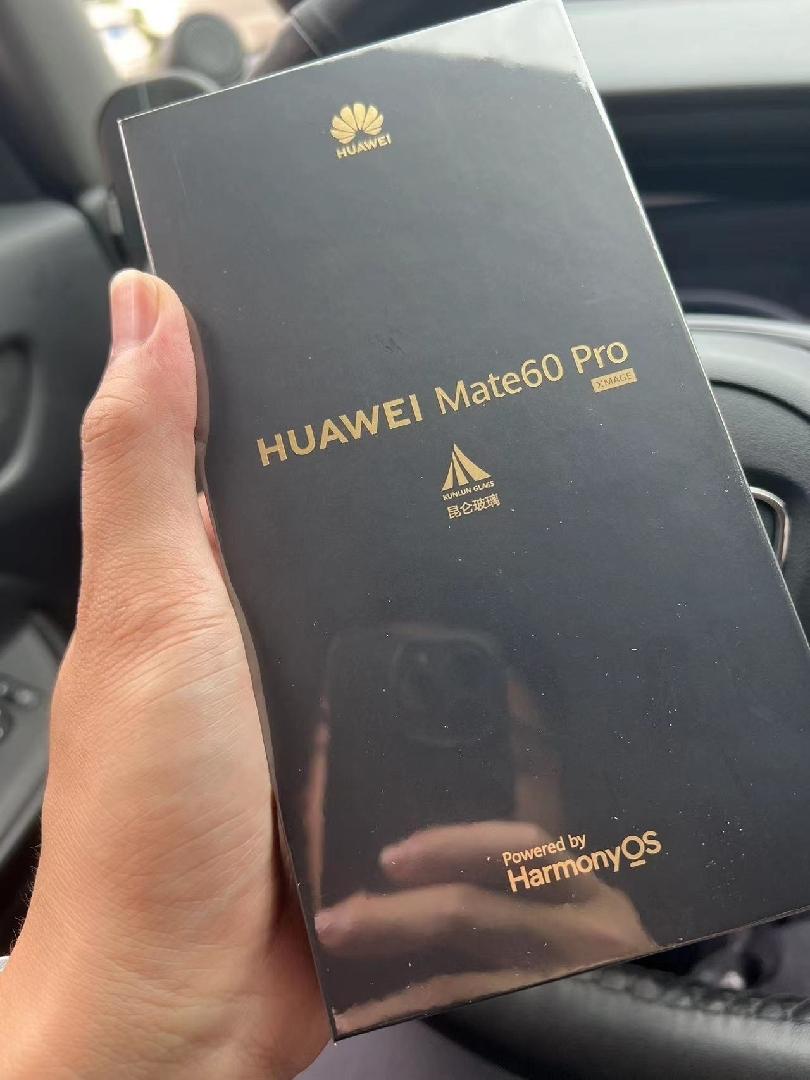 HUAWEI
HUAWEI Mate60 Pro
XMAGE
KUNLUN GLASS
昆仑玻璃
Powered by
HarmonyOS